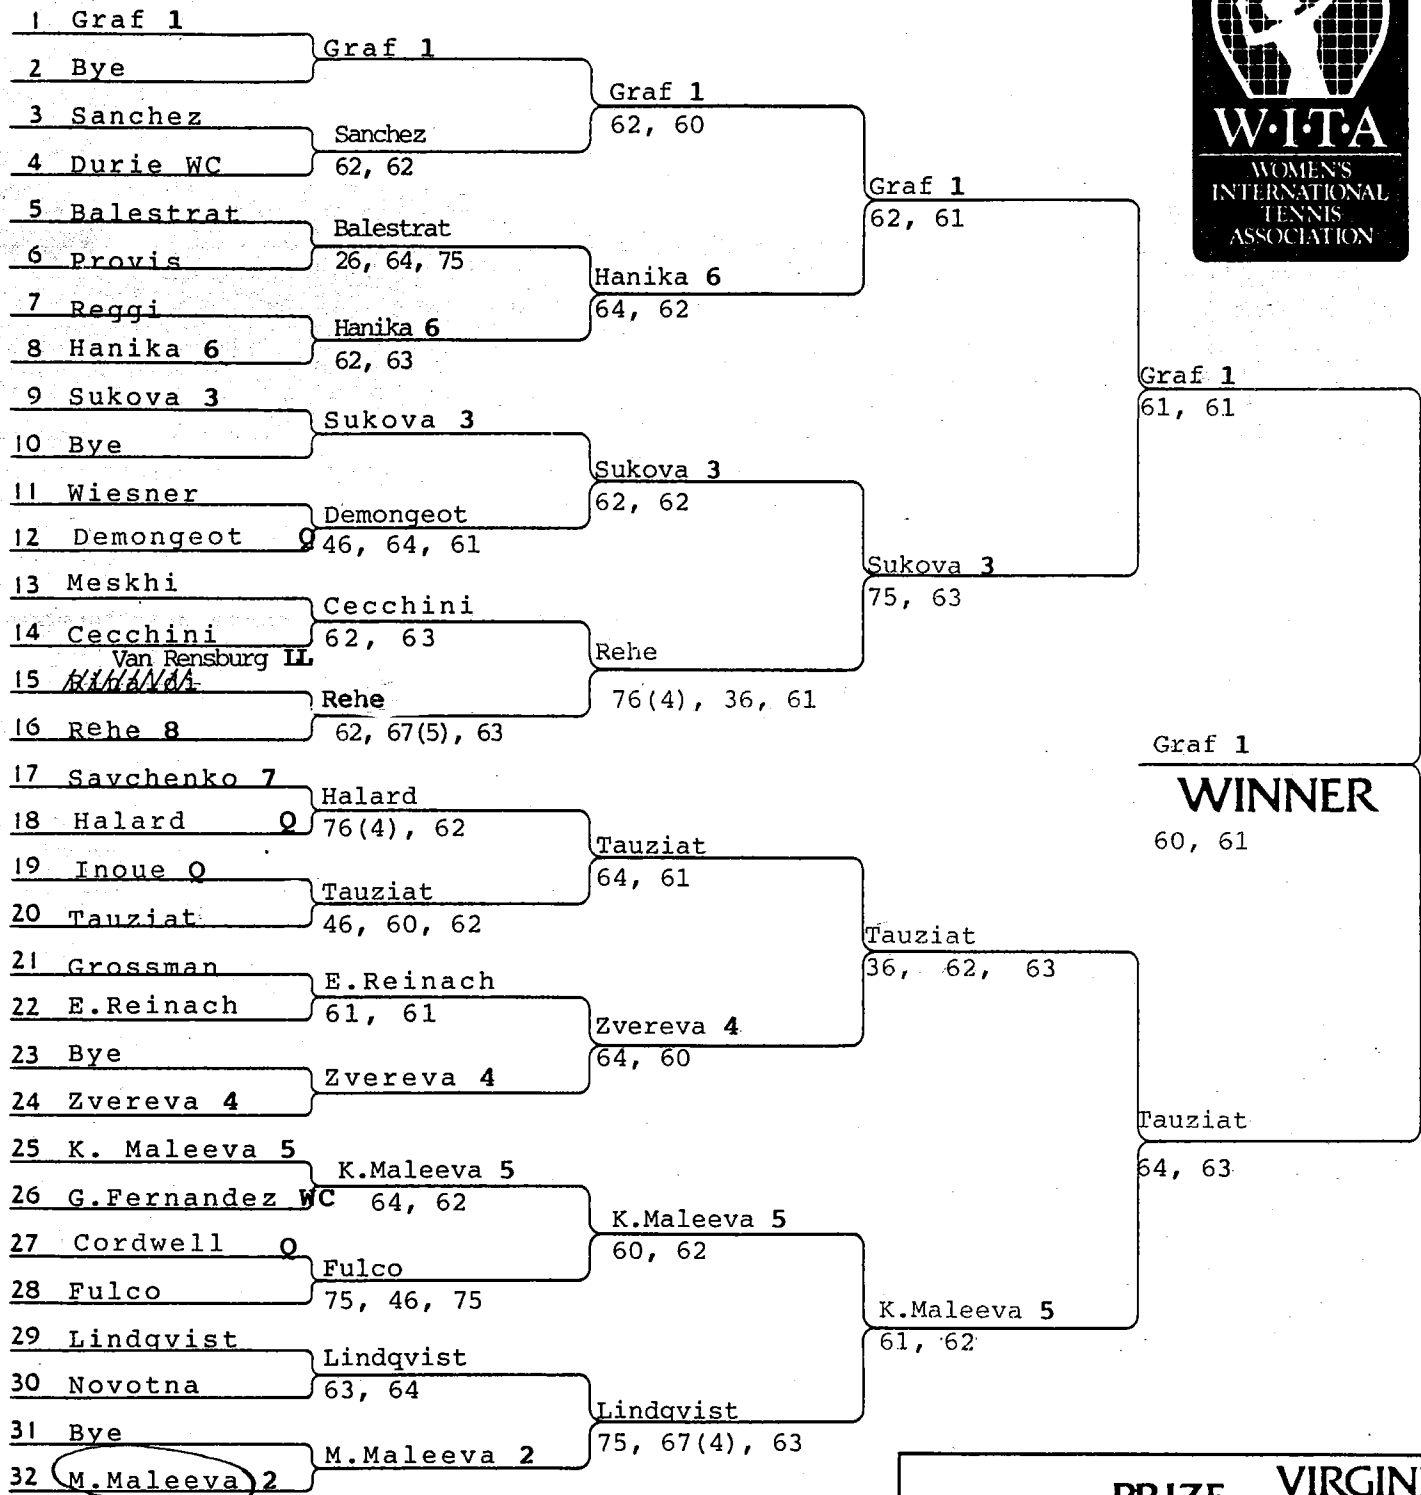 1 Graf 1
2 Bye
3 Sanchez
4 Durie WC
5 Balestrat
6 Provis
7 Reggi
8 Hanika 6
9 Sukova 3
10 Bye
11 Wiesner
12 Demongeot Q
13 Meskhi
14 Cecchini
Van Rensburg LL
15 Rinaldi
16 Rehe 8
17 Savchenko 7
18 Halard Q
19 Inoue Q
20 Tauziat
21 Grossman
22 E.Reinach
23 Bye
24 Zvereva 4
25 K. Maleeva 5
26 G.Fernandez WC
27 Cordwell Q
28 Fulco
29 Lindqvist
30 Novotna
31 Bye
32 M.Maleeva 2
Graf 1
Sanchez
62, 62
Balestrat
26, 64, 75
Hanika 6
62, 63
Sukova 3
Demongeot
46, 64, 61
Cecchini
62, 63
Rehe
62, 67(5), 63
Halard
76(4), 62
Tauziat
46, 60, 62
E.Reinach
61, 61
Zvereva 4
K.Maleeva 5
64, 62
Fulco
75, 46, 75
Lindqvist
63, 64
M.Maleeva 2
Graf 1
62, 60
Hanika 6
64, 62
Sukova 3
62, 62
Rehe
76(4), 36, 61
Tauziat
64, 61
Zvereva 4
64, 60
K.Maleeva 5
60, 62
Lindqvist
75, 67(4), 63
Graf 1
62, 61
Sukova 3
75, 63
Tauziat
36, 62, 63
K.Maleeva 5
61, 62
Graf 1
61, 61
Tauziat
64, 63
Graf 1
WINNER
60, 61
W·I·T·A
WOMEN'S
INTERNATIONAL
TENNIS
ASSOCIATION
PRIZE VIRGIN